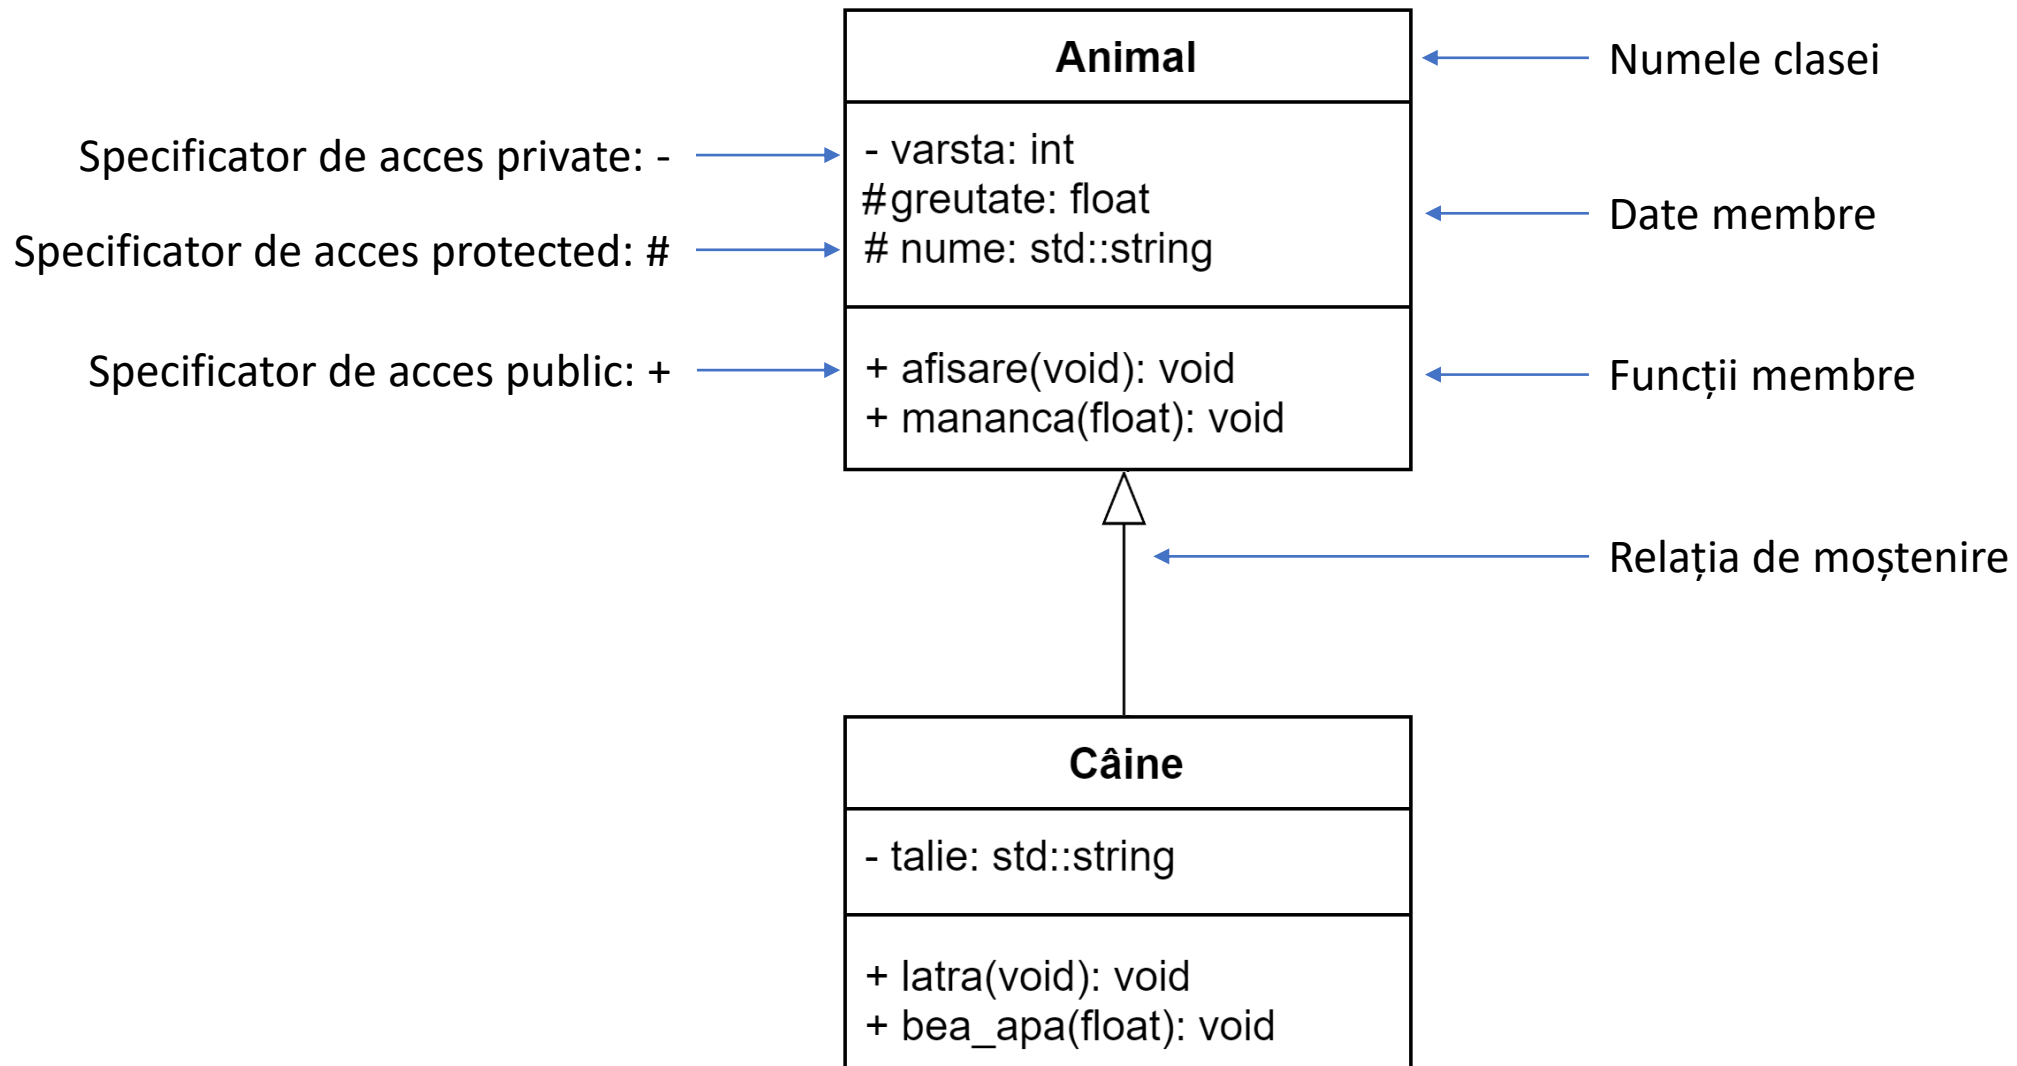 Animal
Numele clasei
Specificator de acces private: -
- varsta: int
#greutate: float
Date membre
Specificator de acces protected: #
# nume: std::string
Specificator de acces public: +
+ afisare(void): void
Funcții membre
+ mananca(float): void
Relația de moștenire
Câine
- talie: std::string
+ latra(void): void
+ bea_apa(float): void